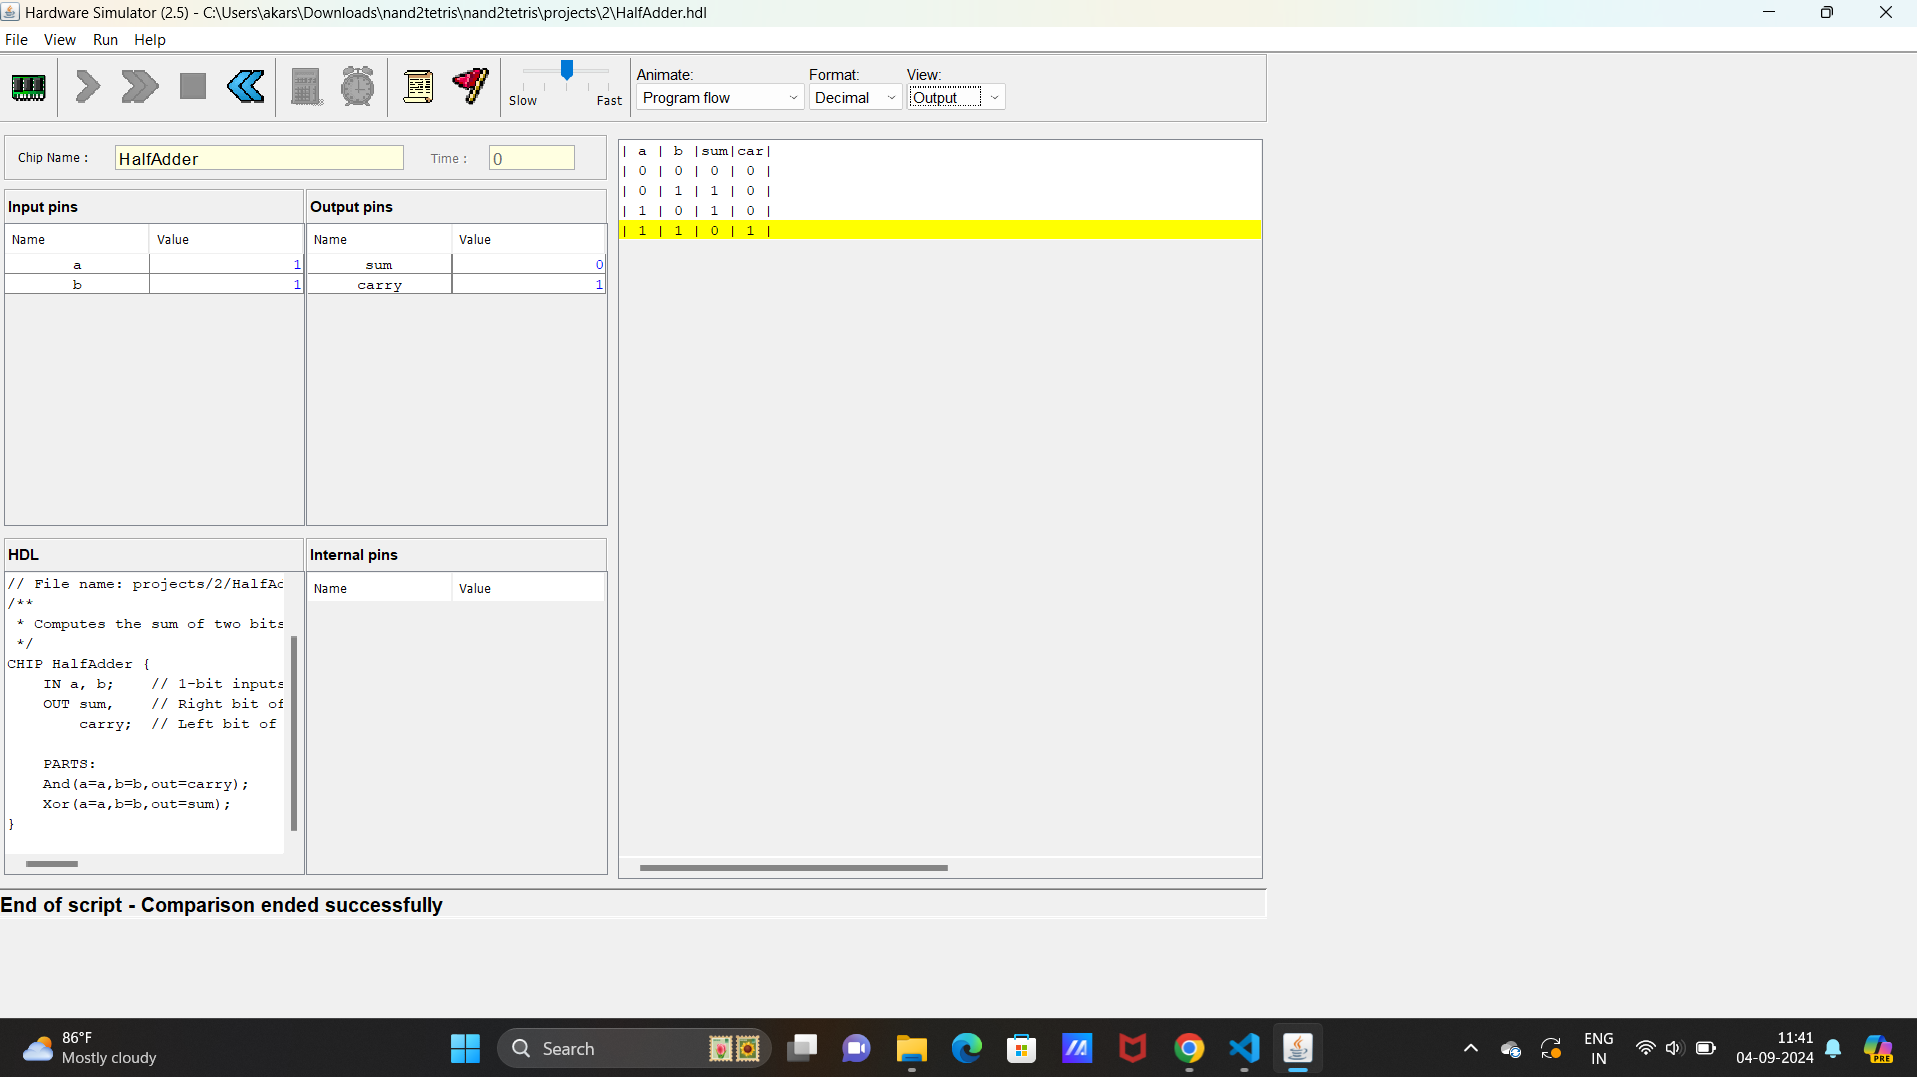 Hardware Simulator (2.5) - C:\Users\akars\Downloads\nand2tetris\nand2tetris\projects\2\HalfAdder.hdl
File View Run Help
Slow Fast
Animate: Format: View:
Program flow Decimal Output
Chip Name : HalfAdder Time : 0
Input pins Output pins
Name Value Name Value
a 1 sum 0
b 1 carry 1
| a | b |sum|car|
| 0 | 0 | 0 | 0 |
| 0 | 1 | 1 | 0 |
| 1 | 0 | 1 | 0 |
| 1 | 1 | 0 | 1 |
HDL Internal pins
Name Value
// File name: projects/2/HalfAd
/**
* Computes the sum of two bits
*/
CHIP HalfAdder {
IN a, b; // 1-bit inputs
OUT sum, // Right bit of
carry; // Left bit of
PARTS:
And(a=a,b=b,out=carry);
Xor(a=a,b=b,out=sum);
}
End of script - Comparison ended successfully
86°F
Mostly cloudy
Search
ENG
IN
11:41
04-09-2024
PRE